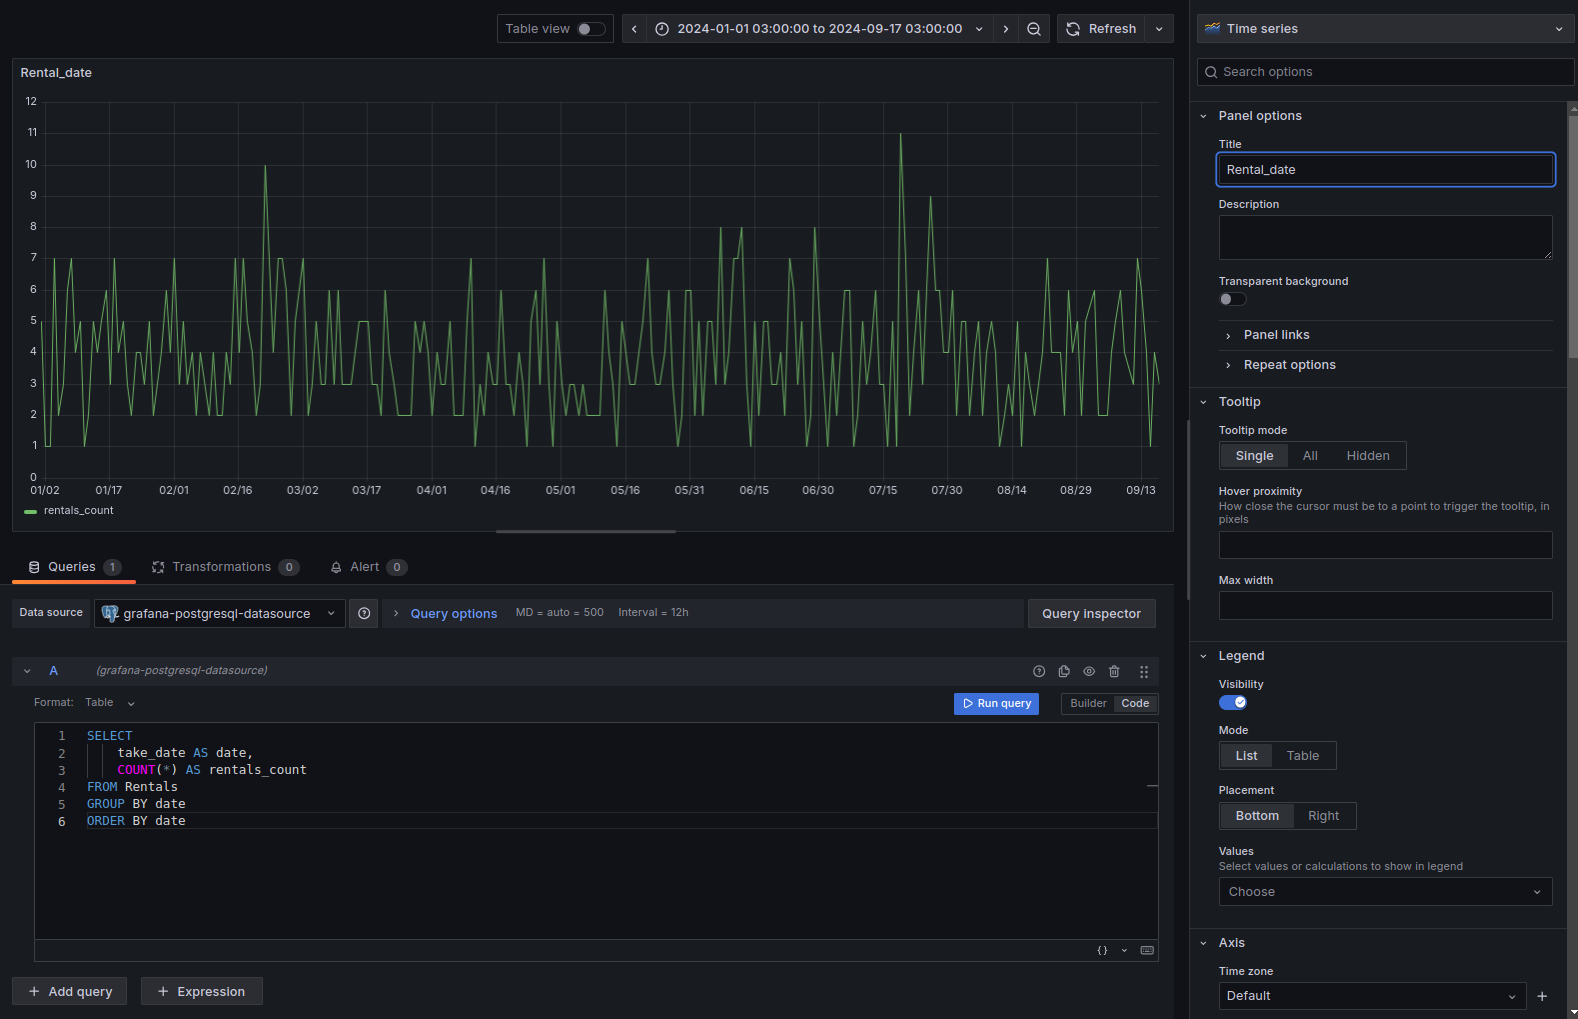 Table view
2024-01-01 03:00:00 to 2024-09-17 03:00:00
Refresh
Rental_date
12
11
10
9
8
7
6
5
4
3
2
1
0
01/02 01/17 02/01 02/16 03/02 03/17 04/01 04/16 05/01 05/16 05/31 06/15 06/30 07/15 07/30 08/14 08/29 09/13
rentals_count
Queries 1
Transformations 0
Alert 0
Data source
grafana-postgresql-datasource
Query options
MD = auto = 500
Interval = 12h
Query inspector
A
(grafana-postgresql-datasource)
Format: Table
Run query
Builder Code
1 SELECT
2 take_date AS date,
3 COUNT(*) AS rentals_count
4 FROM Rentals
5 GROUP BY date
6 ORDER BY date
{}
+ Add query
+ Expression
Time series
Search options
Panel options
Title
Rental_date
Description
Transparent background
Panel links
Repeat options
Tooltip
Tooltip mode
Single All Hidden
Hover proximity
How close the cursor must be to a point to trigger the tooltip, in
pixels
Max width
Legend
Visibility
Mode
List Table
Placement
Bottom Right
Values
Select values or calculations to show in legend
Choose
Axis
Time zone
Default
+